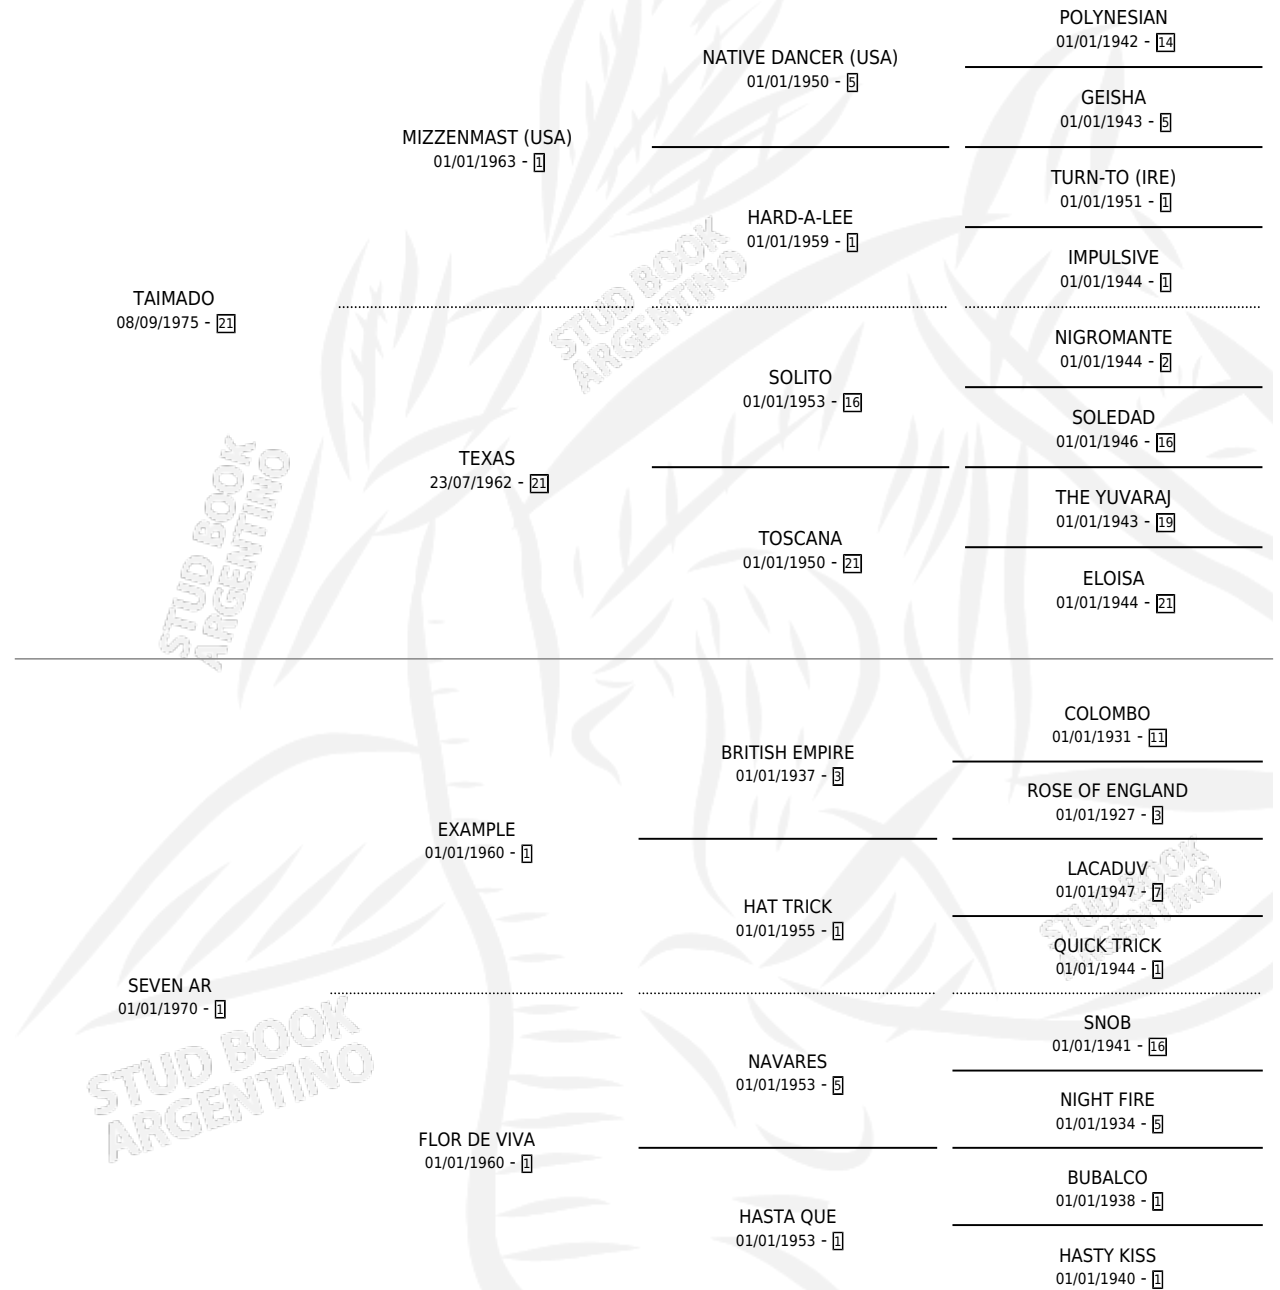 POLYNESIAN
01/01/1942 - 14
NATIVE DANCER (USA)
01/01/1950 - 5
GEISHA
01/01/1943 - 5
MIZZENMAST (USA)
01/01/1963 - 1
TURN-TO (IRE)
01/01/1951 - 1
HARD-A-LEE
01/01/1959 - 1
IMPULSIVE
01/01/1944 - 1
TAIMADO
08/09/1975 - 21
STUD BOOK
ARGENTINO
NIGROMANTE
01/01/1944 - 2
SOLITO
01/01/1953 - 16
SOLEDAD
01/01/1946 - 16
TEXAS
23/07/1962 - 21
THE YUVARAJ
01/01/1943 - 19
TOSCANA
01/01/1950 - 21
ELOISA
01/01/1944 - 21
STUD BOOK
ARGENTINO
COLOMBO
01/01/1931 - 11
BRITISH EMPIRE
01/01/1937 - 3
ROSE OF ENGLAND
01/01/1927 - 3
EXAMPLE
01/01/1960 - 1
LACADUV
01/01/1947 - 7
HAT TRICK
01/01/1955 - 1
STUD BOOK
ARGENTINO
QUICK TRICK
01/01/1944 - 1
SEVEN AR
01/01/1970 - 1
SNOB
01/01/1941 - 16
NAVARES
01/01/1953 - 5
STUD BOOK
ARGENTINO
NIGHT FIRE
01/01/1934 - 5
FLOR DE VIVA
01/01/1960 - 1
BUBALCO
01/01/1938 - 1
HASTA QUE
01/01/1953 - 1
HASTY KISS
01/01/1940 - 1